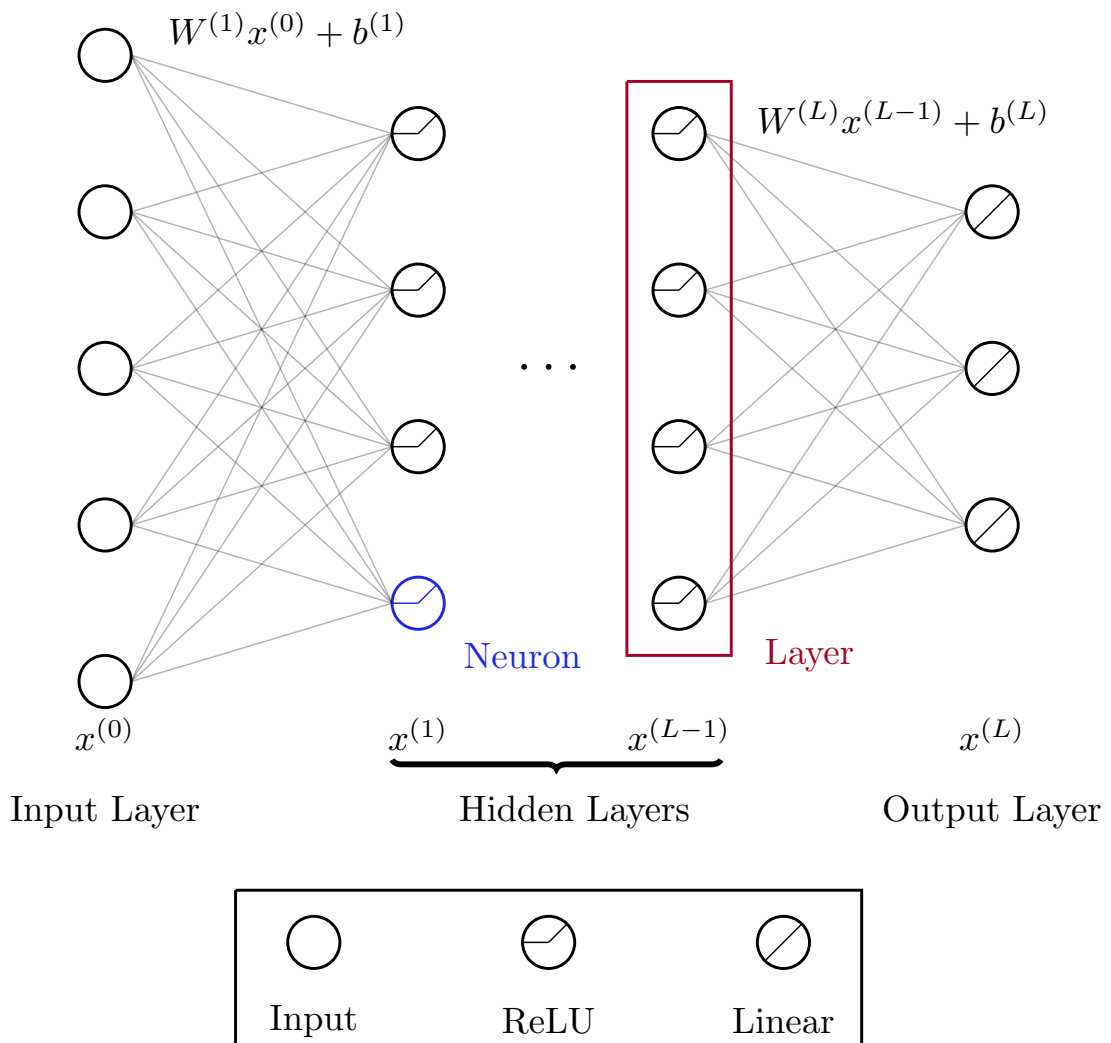 W^{(1)}x^{(0)} + b^{(1)}
W^{(L)}x^{(L-1)} + b^{(L)}
...
Neuron
Layer
x^{(0)} x^{(1)} x^{(L-1)} x^{(L)}
Input Layer Hidden Layers Output Layer
Input ReLU Linear